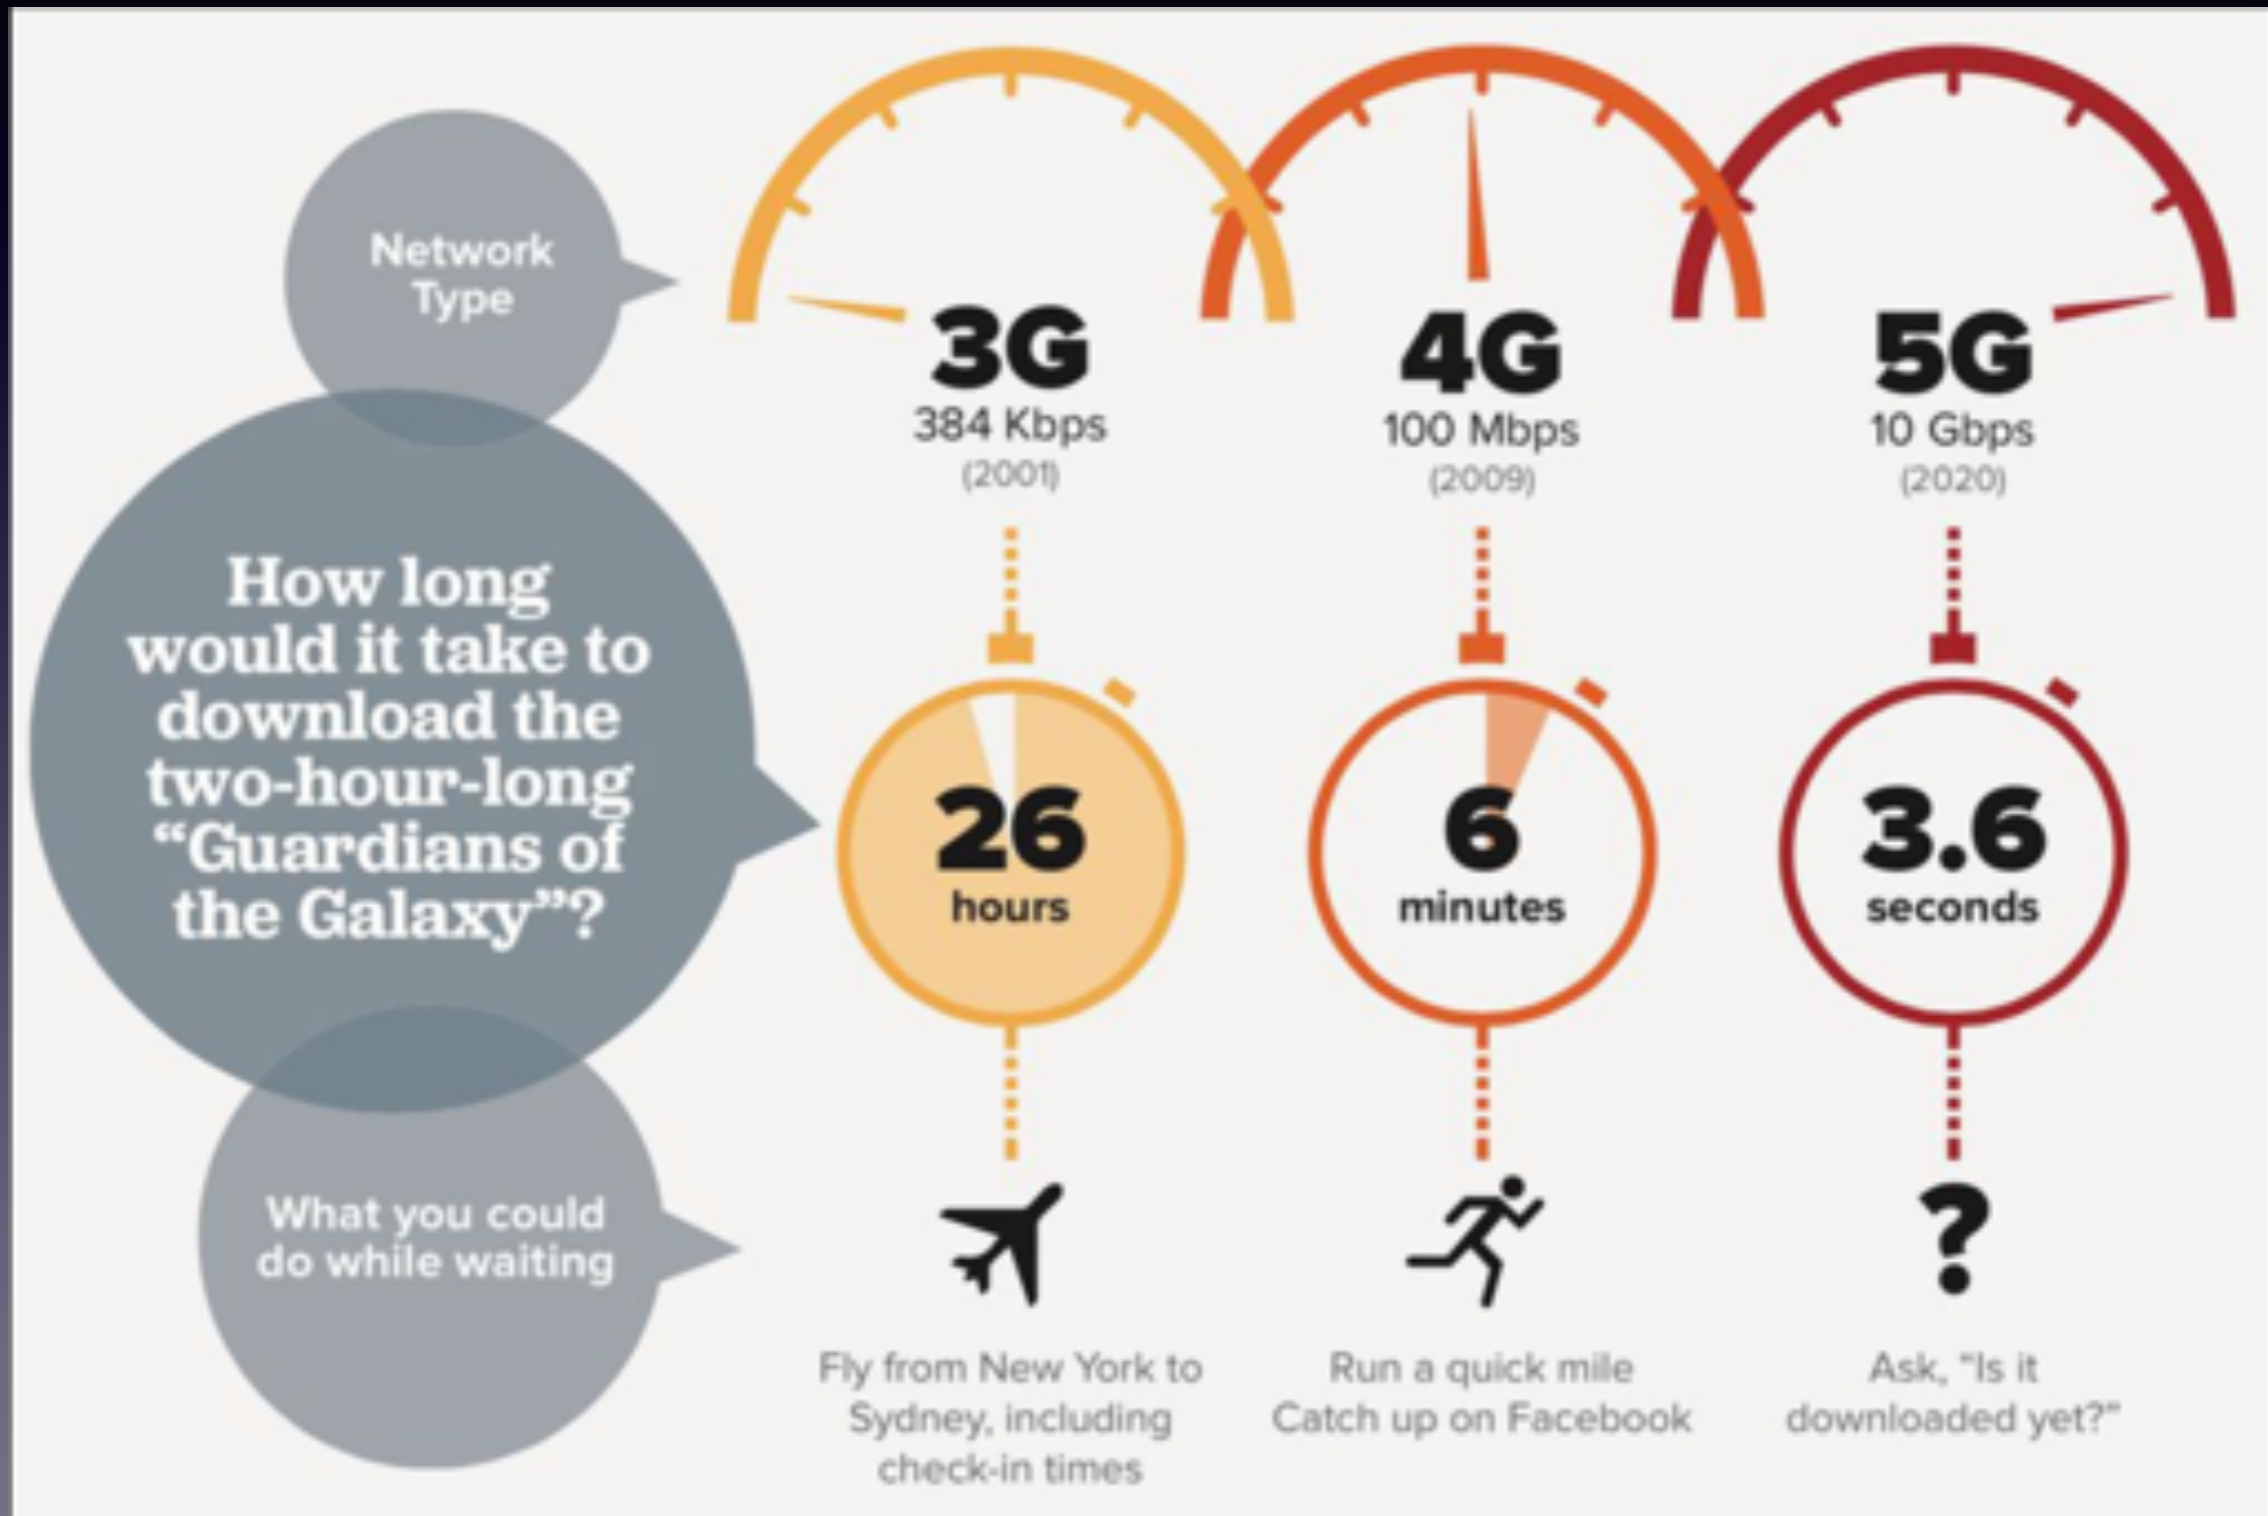 Network
Type
3G
384 Kbps
(2001)
4G
100 Mbps
(2009)
5G
10 Gbps
(2020)
How long
would it take to
download the
two-hour-long
“Guardians of
the Galaxy”?
26
hours
6
minutes
3.6
seconds
What you could
do while waiting
Fly from New York to
Sydney, including
check-in times
Run a quick mile
Catch up on Facebook
?
Ask, “Is it
downloaded yet?”